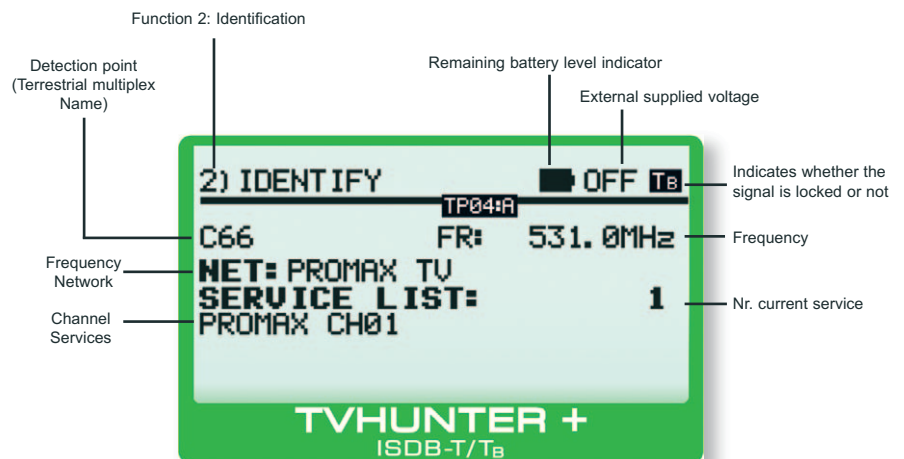 Function 2: Identification
Detection point
(Terrestrial multiplex
Name)
Remaining battery level indicator
External supplied voltage
2) IDENTIFY OFF TB
Indicates whether the
signal is locked or not
TP04:A
C66 FR: 531.0MHz
Frequency
Frequency
Network
NET: PROMAX TV
SERVICE LIST: 1
Nr. current service
Channel
Services
PROMAX CH01
TVHUNTER +
ISDB-T/TB